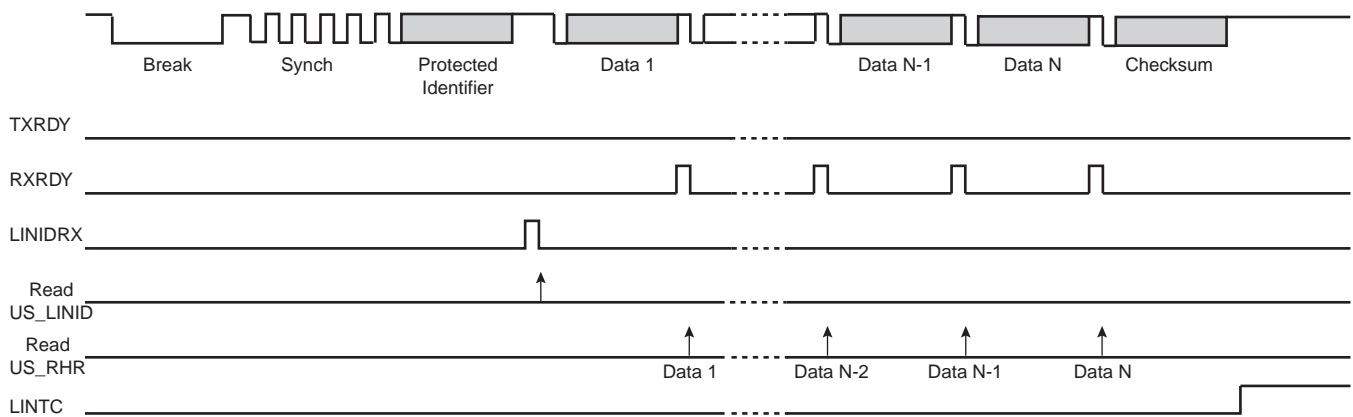 Break Synch Protected Data 1 Data N-1 Data N Checksum
Identifier
TXRDY
RXRDY
LINIDRX
Read
US_LINID
Read
US_RHR
Data 1 Data N-2 Data N-1 Data N
LINTC